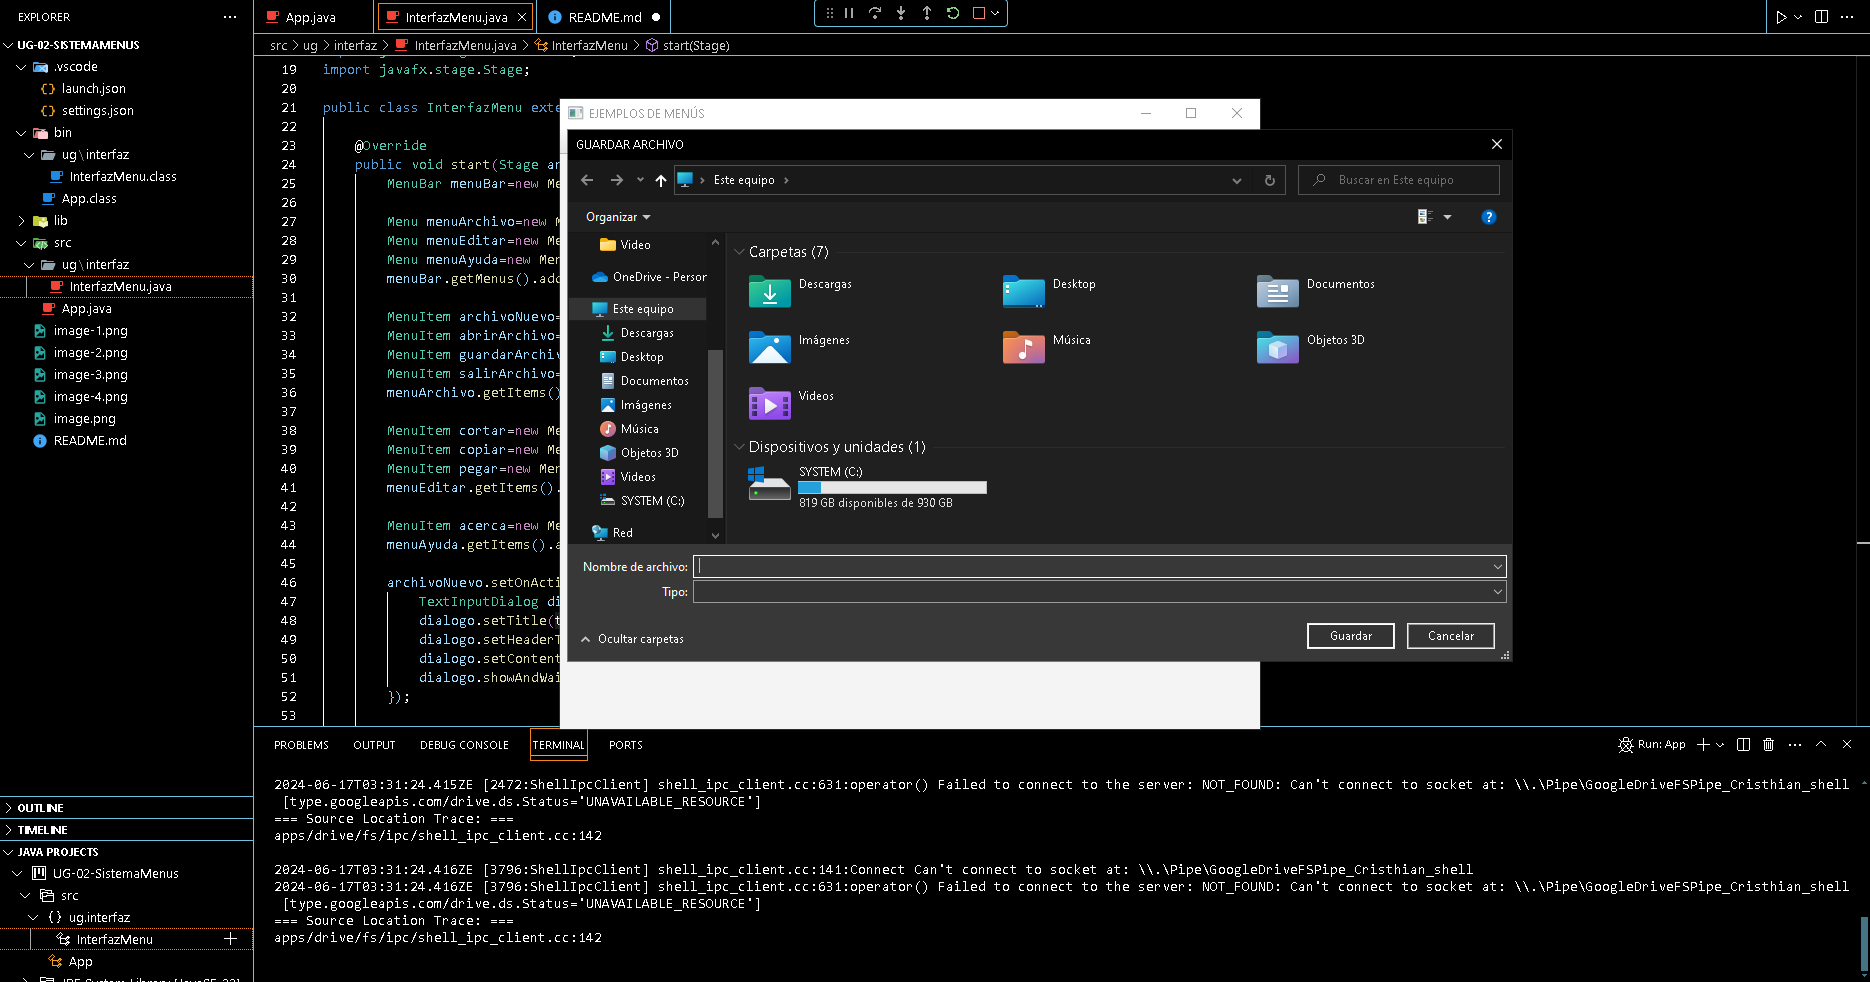 EXPLORER
UG-02-SISTEMAMENUS
.vscode
launch.json
settings.json
bin
ug\interfaz
InterfazMenu.class
App.class
lib
src
ug\interfaz
InterfazMenu.java
App.java
image-1.png
image-2.png
image-3.png
image-4.png
image.png
README.md
OUTLINE
TIMELINE
JAVA PROJECTS
UG-02-SistemaMenus
src
ug.interfaz
InterfazMenu
App
App.java
InterfazMenu.java
README.md
src > ug > interfaz > InterfazMenu.java > InterfazMenu > start(Stage)
19 import javafx.stage.Stage;
20
21 public class InterfazMenu exte
22
23 @Override
24 public void start(Stage ar
25 MenuBar menuBar=new Me
26
27 Menu menuArchivo=new M
28 Menu menuEditar=new Me
29 Menu menuAyuda=new Men
30 menuBar.getMenus().add
31
32 MenuItem archivoNuevo=
33 MenuItem abrirArchivo=
34 MenuItem guardarArchiv
35 MenuItem salirArchivo=
36 menuArchivo.getItems()
37
38 MenuItem cortar=new Me
39 MenuItem copiar=new Me
40 MenuItem pegar=new Men
41 menuEditar.getItems().
42
43 MenuItem acerca=new Me
44 menuAyuda.getItems().a
45
46 archivoNuevo.setOnActi
47 TextInputDialog di
48 dialogo.setTitle(t
49 dialogo.setHeaderT
50 dialogo.setContent
51 dialogo.showAndWai
52 });
53
EJEMPLOS DE MENÚS
GUARDAR ARCHIVO
Este equipo
Buscar en Este equipo
Organizar
Video
OneDrive - Persor
Este equipo
Descargas
Desktop
Documentos
Imágenes
Música
Objetos 3D
Videos
SYSTEM (C:)
Red
Carpetas (7)
Descargas
Desktop
Documentos
Imágenes
Música
Objetos 3D
Videos
Dispositivos y unidades (1)
SYSTEM (C:)
819 GB disponibles de 930 GB
Nombre de archivo:
Tipo:
Ocultar carpetas
Guardar
Cancelar
PROBLEMS OUTPUT DEBUG CONSOLE TERMINAL PORTS
Run: App
2024-06-17T03:31:24.415ZE [2472:ShellIpcClient] shell_ipc_client.cc:631:operator() Failed to connect to the server: NOT_FOUND: Can't connect to socket at: \\.\Pipe\GoogleDriveFSPipe_Cristhian_shell
[type.googleapis.com/drive.ds.Status='UNAVAILABLE_RESOURCE']
=== Source Location Trace: ===
apps/drive/fs/ipc/shell_ipc_client.cc:142
2024-06-17T03:31:24.416ZE [3796:ShellIpcClient] shell_ipc_client.cc:141:Connect Can't connect to socket at: \\.\Pipe\GoogleDriveFSPipe_Cristhian_shell
2024-06-17T03:31:24.416ZE [3796:ShellIpcClient] shell_ipc_client.cc:631:operator() Failed to connect to the server: NOT_FOUND: Can't connect to socket at: \\.\Pipe\GoogleDriveFSPipe_Cristhian_shell
[type.googleapis.com/drive.ds.Status='UNAVAILABLE_RESOURCE']
=== Source Location Trace: ===
apps/drive/fs/ipc/shell_ipc_client.cc:142